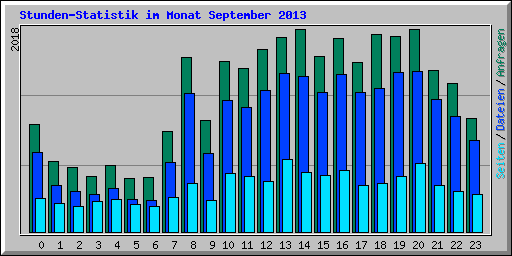 Stunden-Statistik im Monat September 2013
2018
Seiten/Dateien/Anfragen
0 1 2 3 4 5 6 7 8 9 10 11 12 13 14 15 16 17 18 19 20 21 22 23